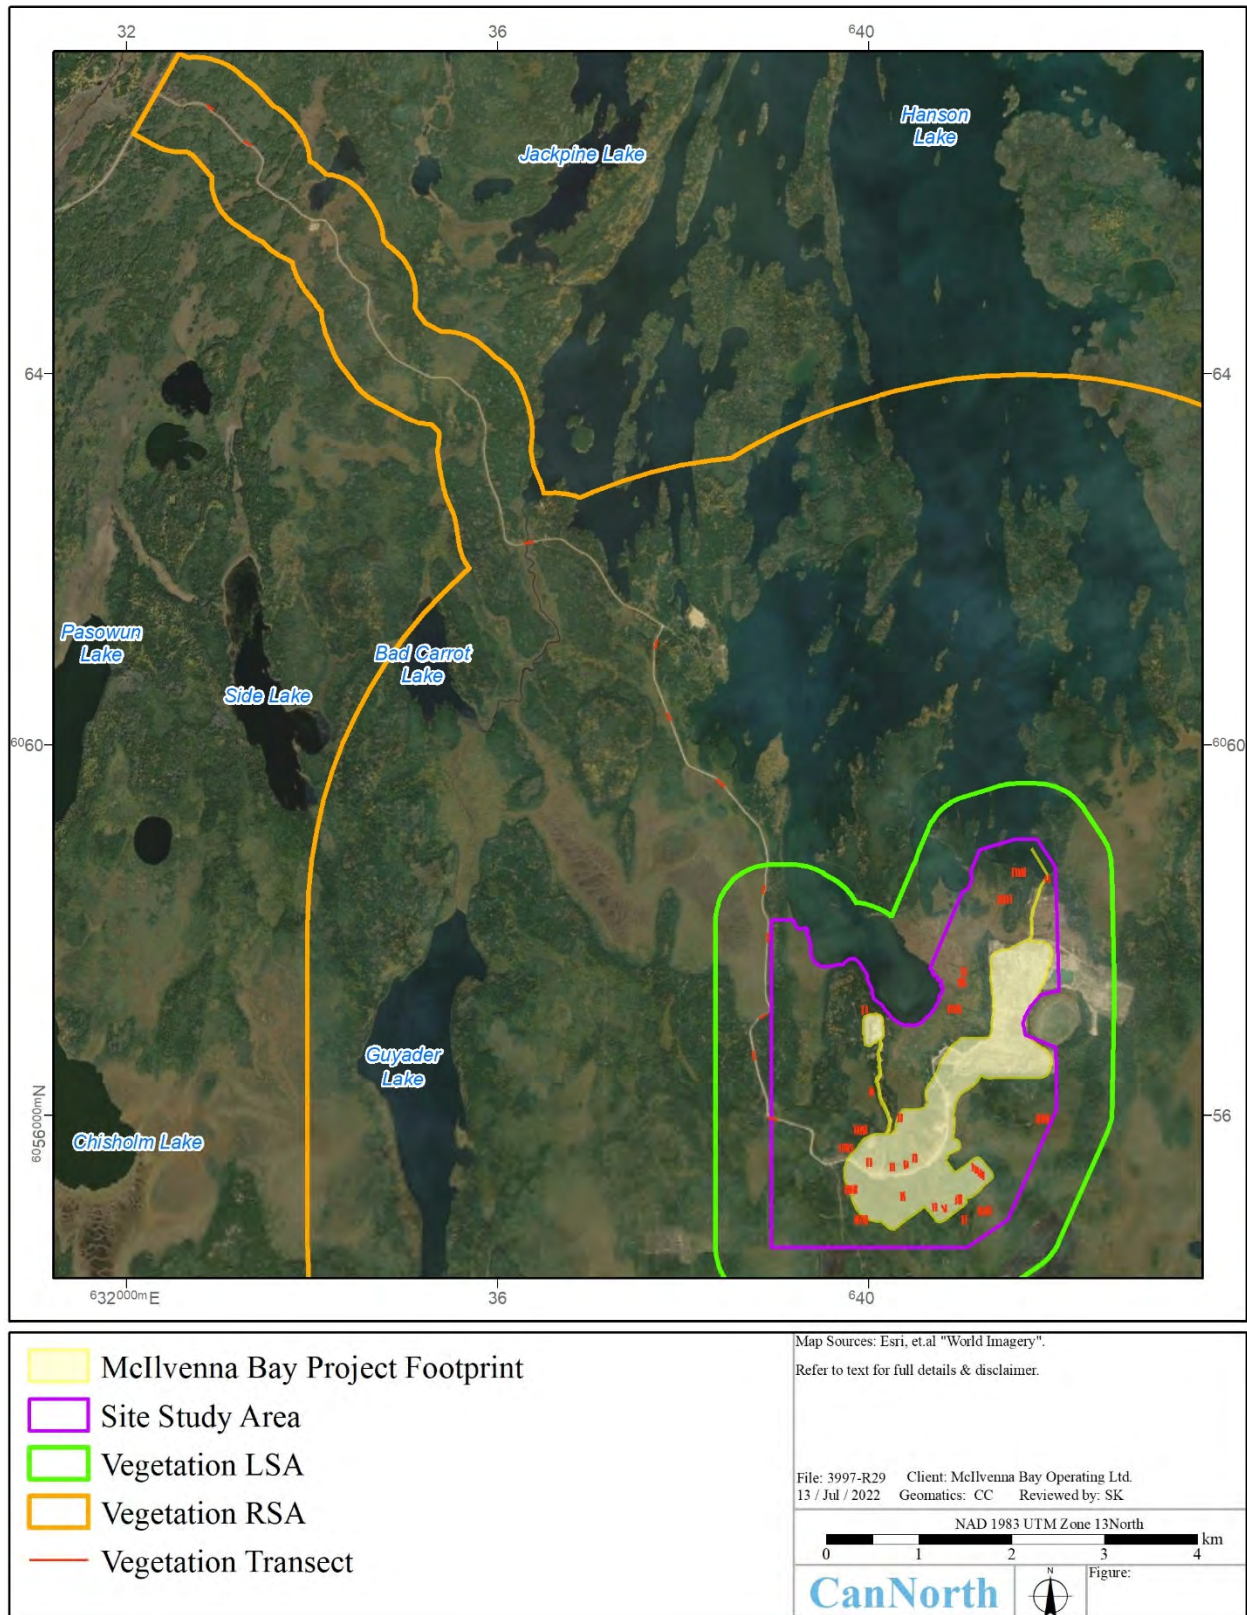 32 36 640
Hanson
Lake
Jackpine Lake
64 64
Pasowun
Lake
Bad Carrot
Lake
Side Lake
6060 6060
Guyader
Lake
6056000mN 56
Chisholm Lake
632000mE 36 640
McIlvenna Bay Project Footprint
Site Study Area
Vegetation LSA
Vegetation RSA
Vegetation Transect
Map Sources: Esri, et.al "World Imagery".
Refer to text for full details & disclaimer.
File: 3997-R29 Client: McIlvenna Bay Operating Ltd.
13 / Jul / 2022 Geomatics: CC Reviewed by: SK
NAD 1983 UTM Zone 13North
km
0 1 2 3 4
CanNorth
N
Figure: